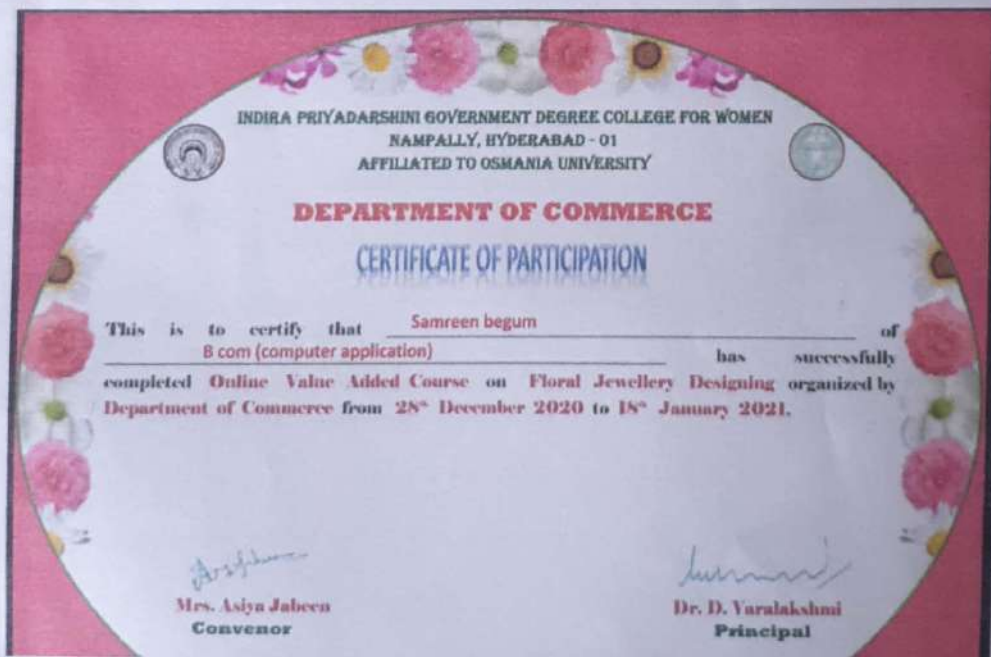 INDIRA PRIYADARSHINI GOVERNMENT DEGREE COLLEGE FOR WOMEN
NAMPALLY, HYDERABAD - 01
AFFILIATED TO OSMANIA UNIVERSITY
DEPARTMENT OF COMMERCE
CERTIFICATE OF PARTICIPATION
This is to certify that Samreen begum of
B com (computer application) has successfully
completed Online Value Added Course on Floral Jewellery Designing organized by
Department of Commerce from 28th December 2020 to 18th January 2021.
Mrs. Asiya Jabeen
Convenor
Dr. D. Varalakshmi
Principal